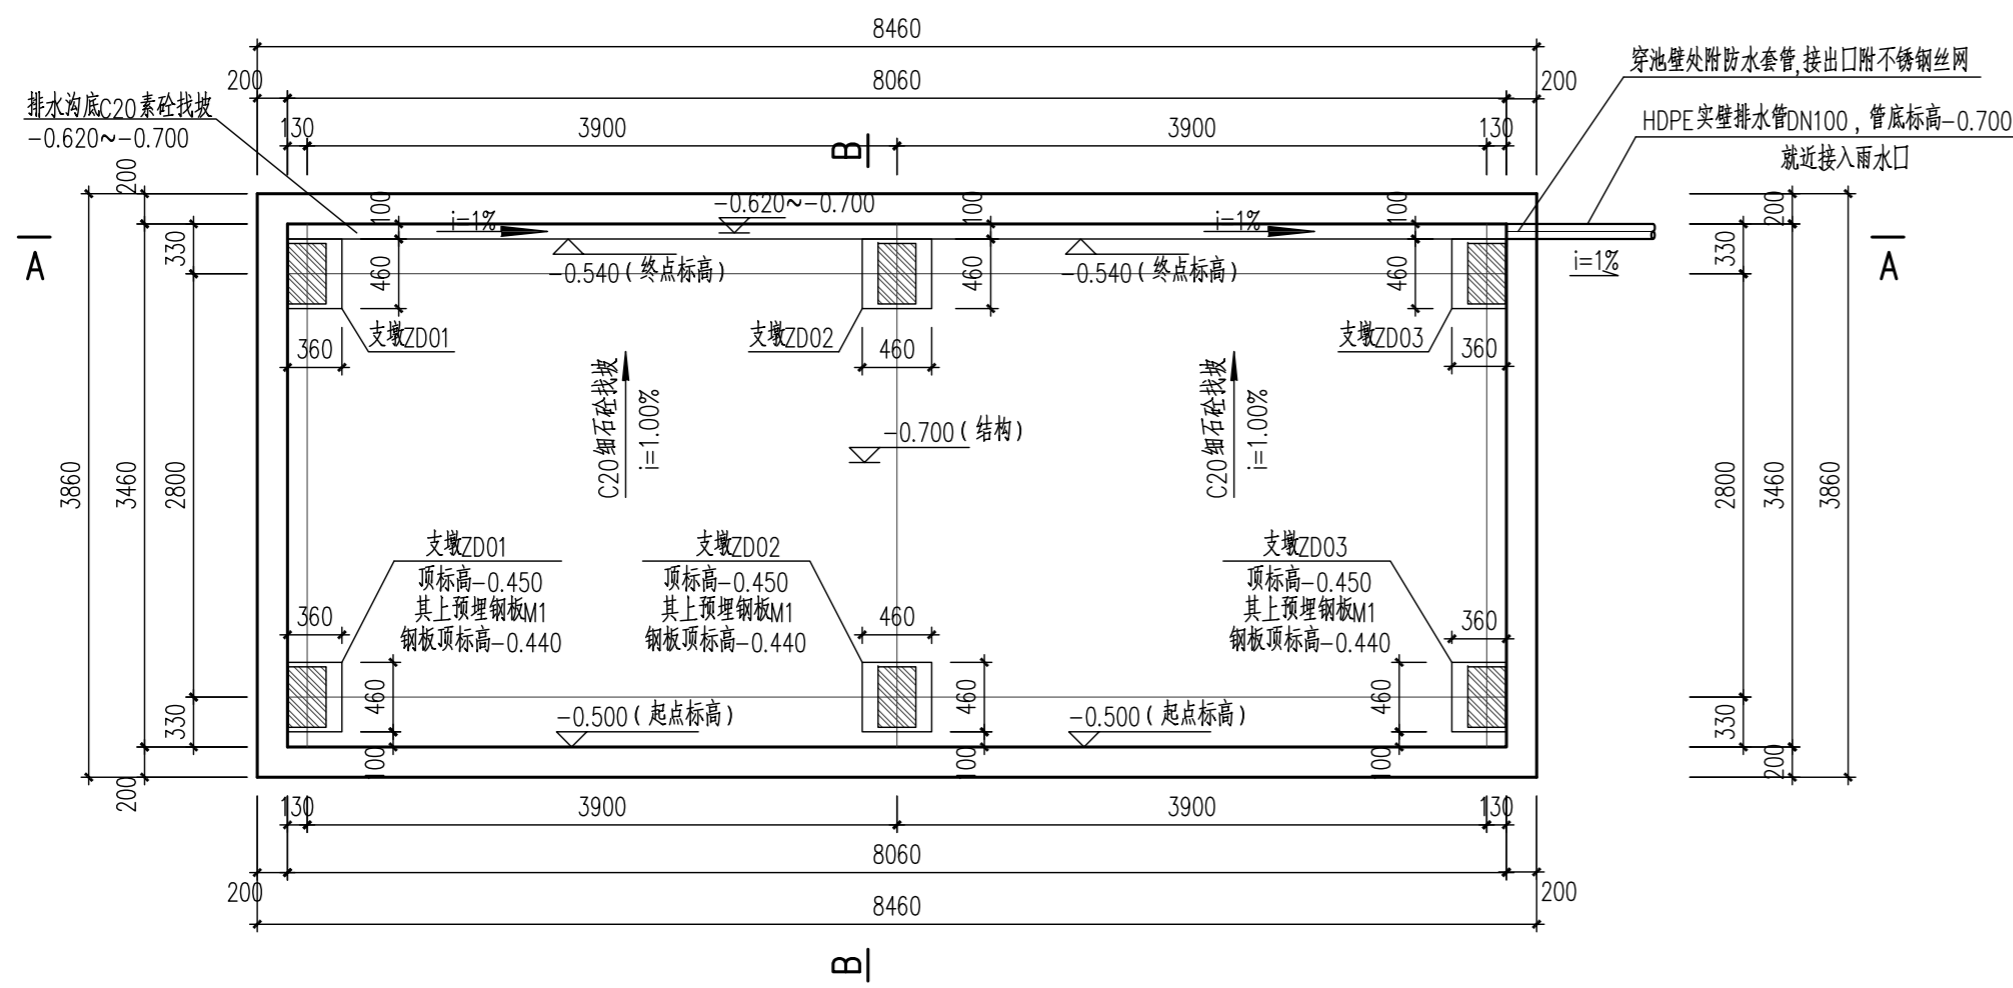 8460
200
8060
200
130
3900
3900
130
B
穿池壁处附防水套管,接出口附不锈钢丝网
HDPE实壁排水管DN100，管底标高-0.700
就近接入雨水口
排水沟底C20素砼找坡
-0.620~-0.700
200
3860
3460
330
2800
330
200
A
100
i=1%
-0.620~-0.700
100
i=1%
100
460
-0.540(终点标高)
460
-0.540(终点标高)
460
i=1%
200
330
2800
3460
3860
330
200
A
支墩ZD01
支墩ZD02
支墩ZD03
360
460
360
C20细石砼找坡
i=1.00%
-0.700(结构)
C20细石砼找坡
i=1.00%
支墩ZD01
顶标高-0.450
其上预埋钢板M1
钢板顶标高-0.440
支墩ZD02
顶标高-0.450
其上预埋钢板M1
钢板顶标高-0.440
支墩ZD03
顶标高-0.450
其上预埋钢板M1
钢板顶标高-0.440
360
460
360
460
460
460
-0.500(起点标高)
-0.500(起点标高)
100
100
100
130
3900
3900
130
8060
200
200
8460
B